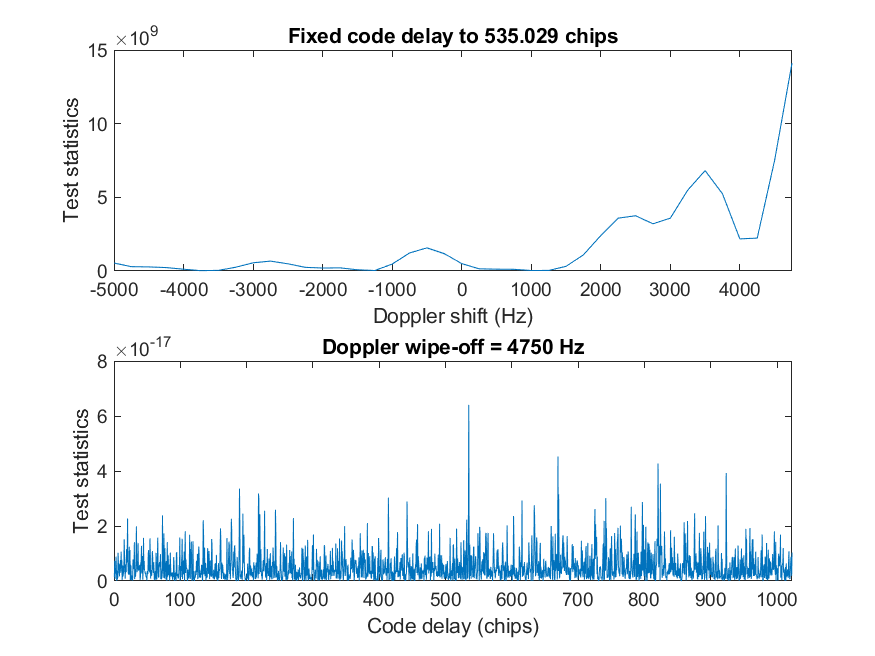 ×10⁹
Fixed code delay to 535.029 chips
15
10
5
0
Test statistics
-5000 -4000 -3000 -2000 -1000 0 1000 2000 3000 4000
Doppler shift (Hz)
×10⁻¹⁷
Doppler wipe-off = 4750 Hz
8
6
4
2
0
Test statistics
0 100 200 300 400 500 600 700 800 900 1000
Code delay (chips)